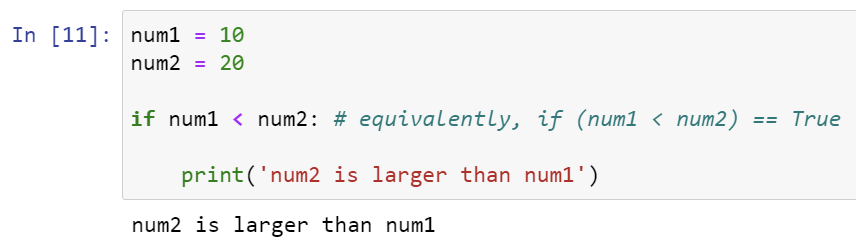 In [11]: num1 = 10
num2 = 20
if num1 < num2: # equivalently, if (num1 < num2) == True
print('num2 is larger than num1')
num2 is larger than num1